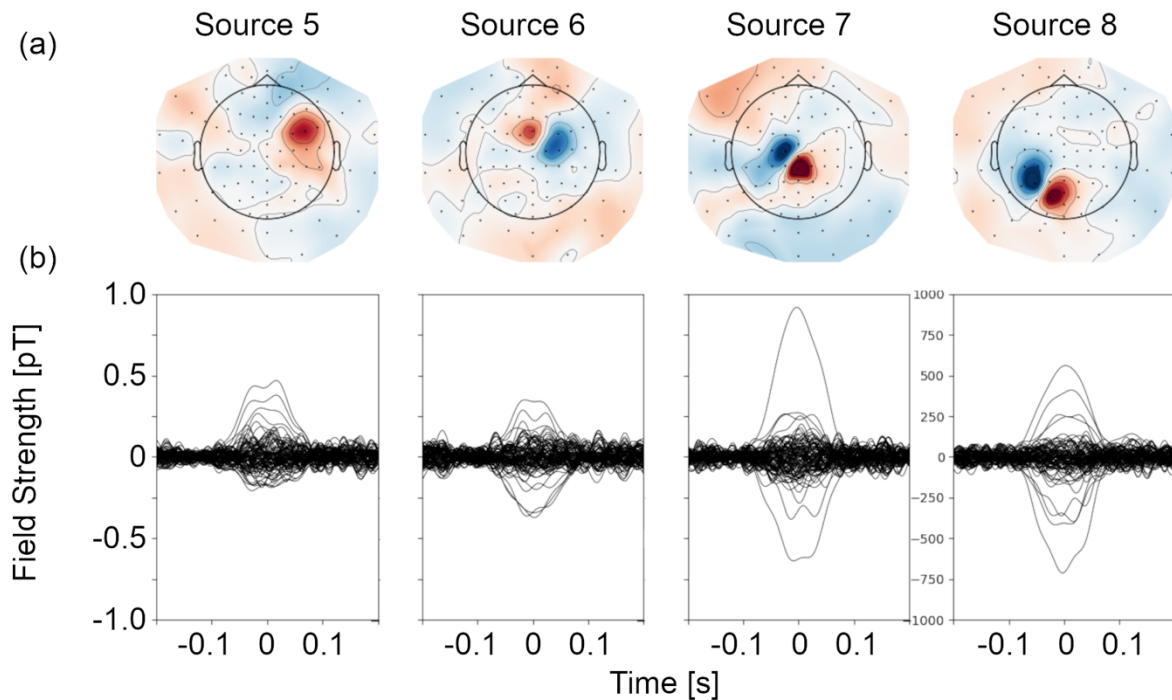 (a)
Source 5 Source 6 Source 7 Source 8
(b)
Field Strength [pT]
1.0
0.5
0
-0.5
-1.0
1000
750
500
250
0
−250
−500
−750
−1000
-0.1 0 0.1 -0.1 0 0.1 -0.1 0 0.1 -0.1 0 0.1
Time [s]